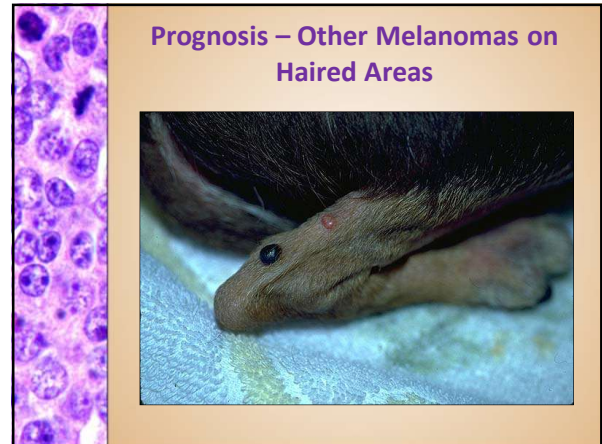 Prognosis – Other Melanomas on
Haired Areas